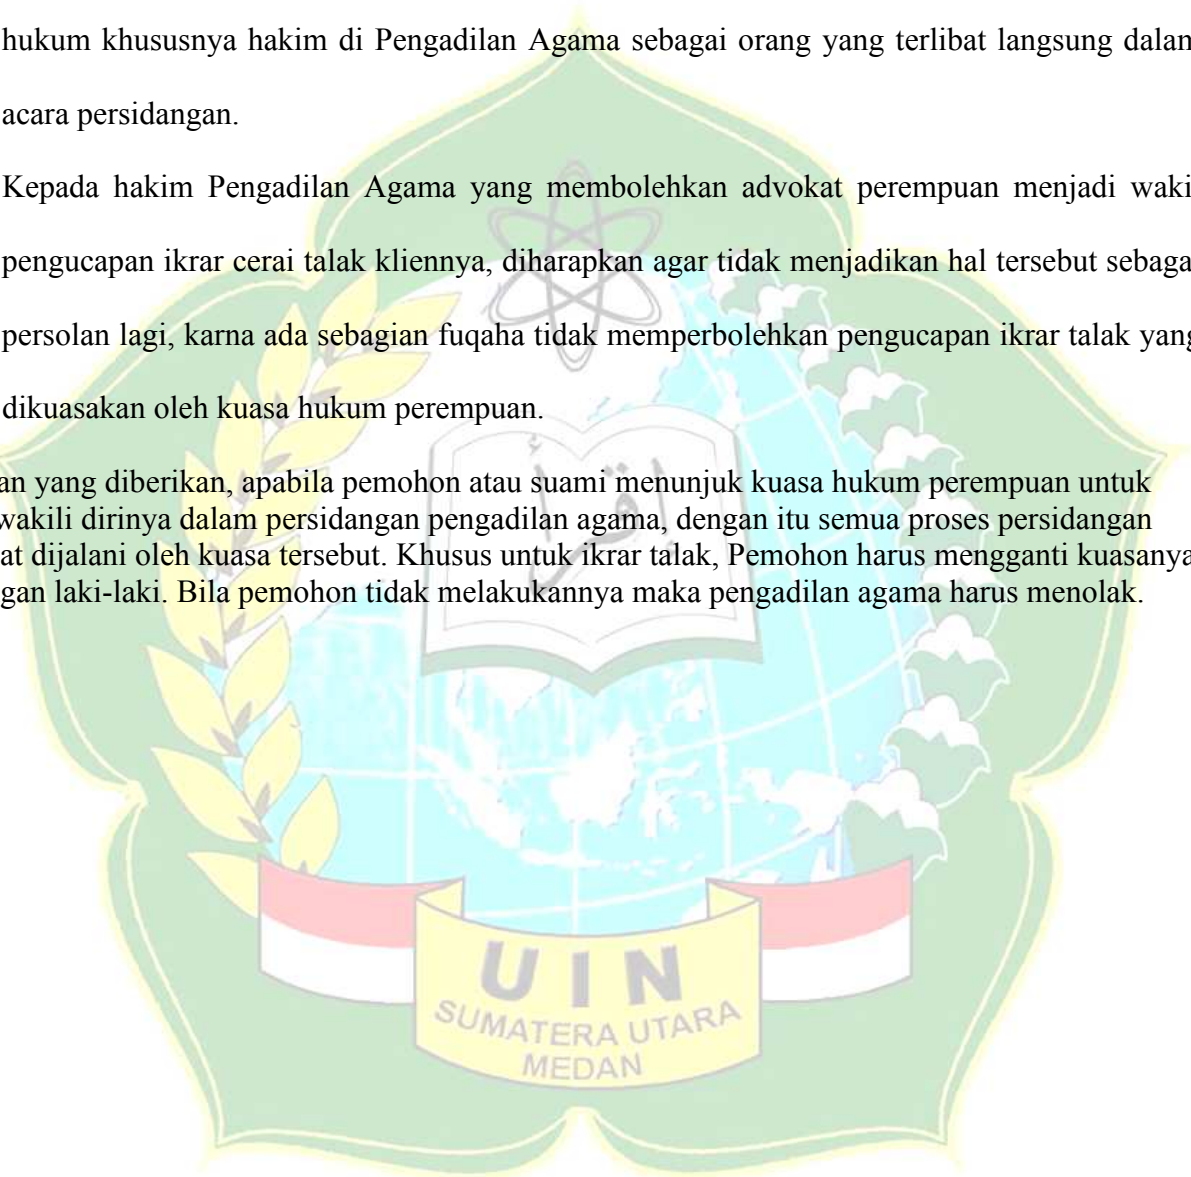 hukum khususnya hakim di Pengadilan Agama sebagai orang yang terlibat langsung dalam
acara persidangan.
Kepada hakim Pengadilan Agama yang membolehkan advokat perempuan menjadi waki
pengucapan ikrar cerai talak kliennya, diharapkan agar tidak menjadikan hal tersebut sebaga
persolan lagi, karna ada sebagian fuqaha tidak memperbolehkan pengucapan ikrar talak yang
dikuasakan oleh kuasa hukum perempuan.
an yang diberikan, apabila pemohon atau suami menunjuk kuasa hukum perempuan untuk
wakili dirinya dalam persidangan pengadilan agama, dengan itu semua proses persidangan
at dijalani oleh kuasa tersebut. Khusus untuk ikrar talak, Pemohon harus mengganti kuasanya
gan laki-laki. Bila pemohon tidak melakukannya maka pengadilan agama harus menolak.
إقرأ
UIN
SUMATERA UTARA
MEDAN